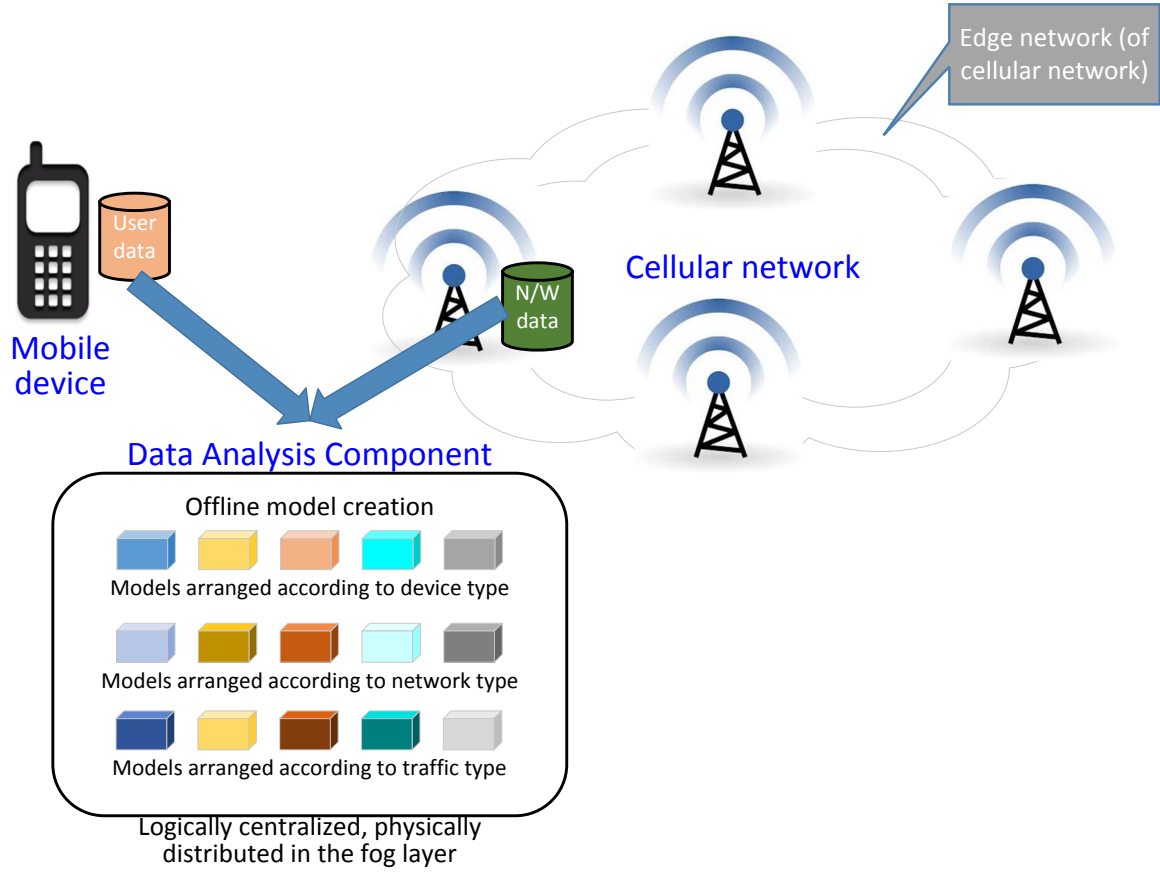 Edge network (of
cellular network)
User
data
Cellular network
N/W
data
Mobile
device
Data Analysis Component
Offline model creation
Models arranged according to device type
Models arranged according to network type
Models arranged according to traffic type
Logically centralized, physically
distributed in the fog layer